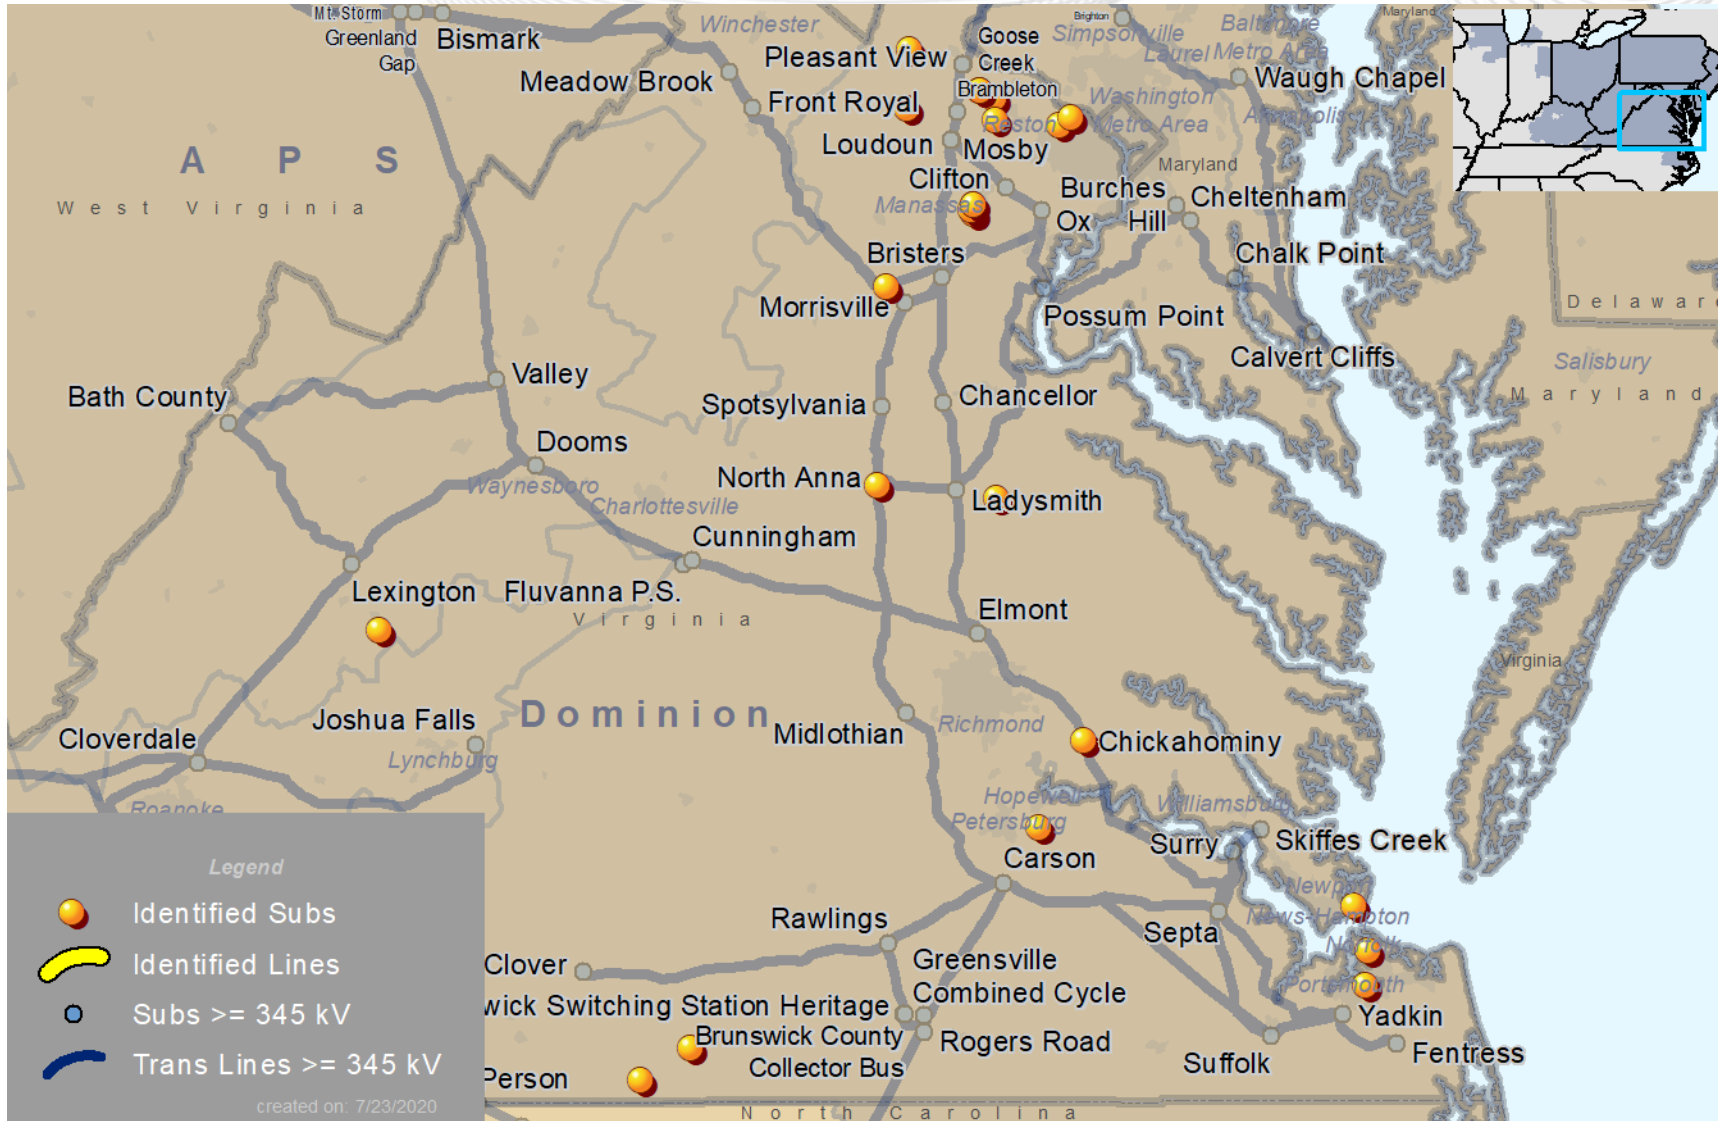 Mt. Storm
Greenland
Gap
Bismark
Winchester
Meadow Brook
Pleasant View
Front Royal
Goose
Creek
Brambleton
Brighton
Simpsonville
Laurel
Baltimore
Metro Area
Maryland
Waugh Chapel
Washington
Metro Area
Annapolis
Reston
Loudoun
Mosby
Maryland
A P S
West Virginia
Clifton
Manassas
Burches
Hill
Ox
Cheltenham
Bristers
Chalk Point
Morrisville
Possum Point
Calvert Cliffs
Delaware
Salisbury
Maryland
Valley
Bath County
Spotsylvania
Chancellor
Dooms
Waynesboro
Charlottesville
North Anna
Ladysmith
Cunningham
Lexington
Fluvanna P.S.
Virginia
Elmont
Virginia
Dominion
Joshua Falls
Lynchburg
Cloverdale
Roanoke
Midlothian
Richmond
Chickahominy
Hopewell
Petersburg
Williamsburg
Carson
Surry
Skiffes Creek
Newport
News-Hampton
Norfolk
Portsmouth
Rawlings
Septa
Clover
Greensville
Combined Cycle
wick Switching Station Heritage
Brunswick County
Collector Bus
Rogers Road
Yadkin
Suffolk
Fentress
Person
North Carolina
Legend
Identified Subs
Identified Lines
Subs >= 345 kV
Trans Lines >= 345 kV
created on: 7/23/2020